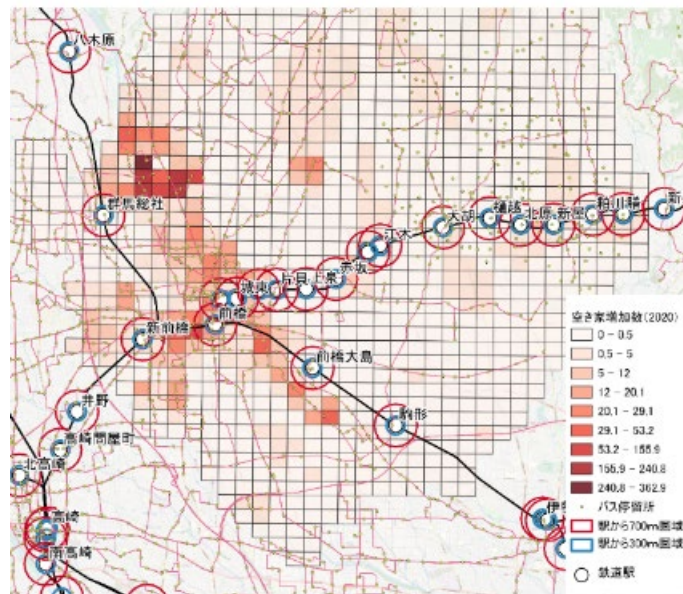 八木原
群馬総社
新
粕川膳
北原・新屋
樋越
大胡
江木
赤坂
片貝上泉
城東
前橋
新前橋
前橋大島
駒形
井野
高崎問屋町
北高崎
高崎
南高崎
伊勢
空き家増加数(2020)
0 - 0.5
0.5 - 5
5 - 12
12 - 20.1
20.1 - 29.1
29.1 - 53.2
53.2 - 155.9
155.9 - 240.8
240.8 - 362.9
バス停留所
駅から700m圏域
駅から300m圏域
鉄道駅